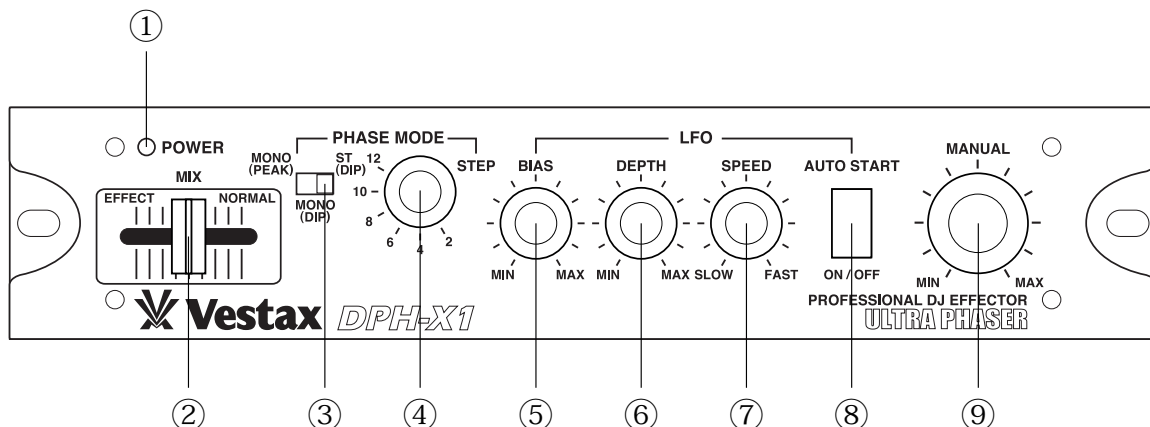 ①
POWER
MIX
EFFECT NORMAL
PHASE MODE
MONO
(PEAK)
ST
(DIP)
MONO
(DIP)
STEP
12
10
8
6
4
2
LFO
BIAS
MIN MAX
DEPTH
MIN MAX
SPEED
SLOW FAST
AUTO START
ON / OFF
MANUAL
MIN MAX
Vestax DPH-X1
PROFESSIONAL DJ EFFECTOR
ULTRA PHASER
② ③ ④ ⑤ ⑥ ⑦ ⑧ ⑨